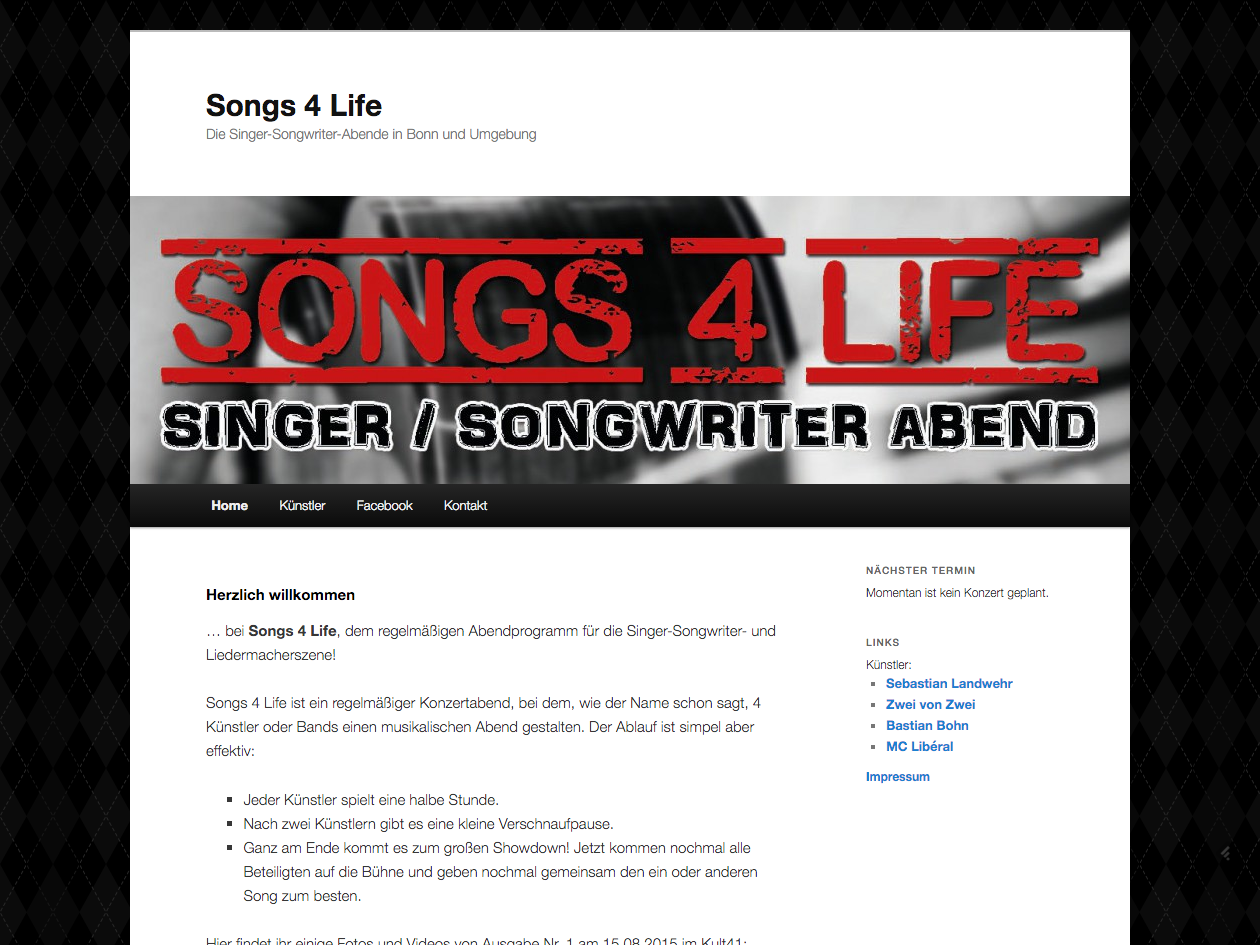 Songs 4 Life
Die Singer-Songwriter-Abende in Bonn und Umgebung
SONGS 4 LIFE
SINGER / SONGWRITER ABEND
Home
Künstler
Facebook
Kontakt
Herzlich willkommen
… bei Songs 4 Life, dem regelmäßigen Abendprogramm für die Singer-Songwriter- und
Liedermacherszene!
Songs 4 Life ist ein regelmäßiger Konzertabend, bei dem, wie der Name schon sagt, 4
Künstler oder Bands einen musikalischen Abend gestalten. Der Ablauf ist simpel aber
effektiv:
Jeder Künstler spielt eine halbe Stunde.
Nach zwei Künstlern gibt es eine kleine Verschnaufpause.
Ganz am Ende kommt es zum großen Showdown! Jetzt kommen nochmal alle
Beteiligten auf die Bühne und geben nochmal gemeinsam den ein oder anderen
Song zum besten.
Hier findet ihr einige Fotos und Videos von Ausgabe Nr. 1 am 15.08.2015 im Kult41:
NÄCHSTER TERMIN
Momentan ist kein Konzert geplant.
LINKS
Künstler:
Sebastian Landwehr
Zwei von Zwei
Bastian Bohn
MC Libéral
Impressum